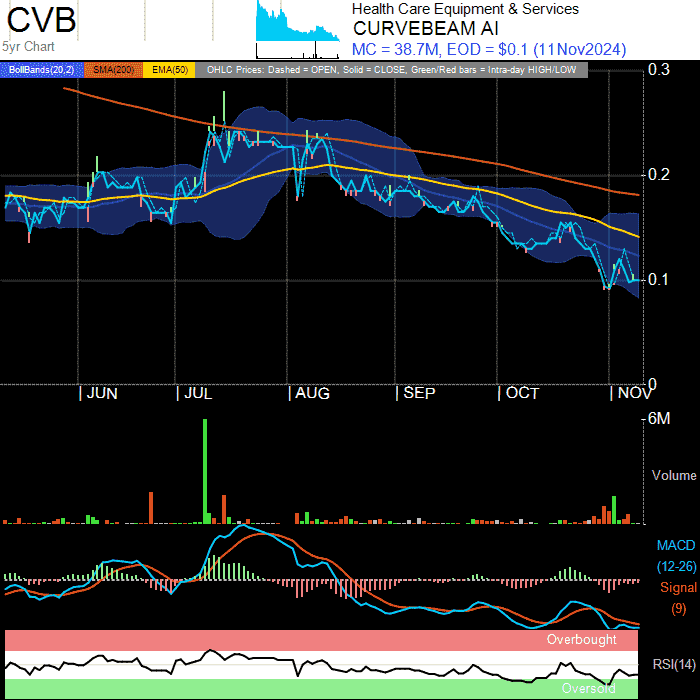 CVB
5yr Chart
Health Care Equipment & Services
CURVEBEAM AI
MC = 38.7M, EOD = $0.1 (11Nov2024)
BollBands(20,2) SMA(200) EMA(50) OHLC Prices: Dashed = OPEN, Solid = CLOSE, Green/Red bars = Intra-day HIGH/LOW
0.3
0.2
0.1
0
| JUN | JUL | AUG | SEP | OCT | NOV
6M
Volume
MACD
(12-26)
Signal
(9)
Overbought
RSI(14)
Oversold